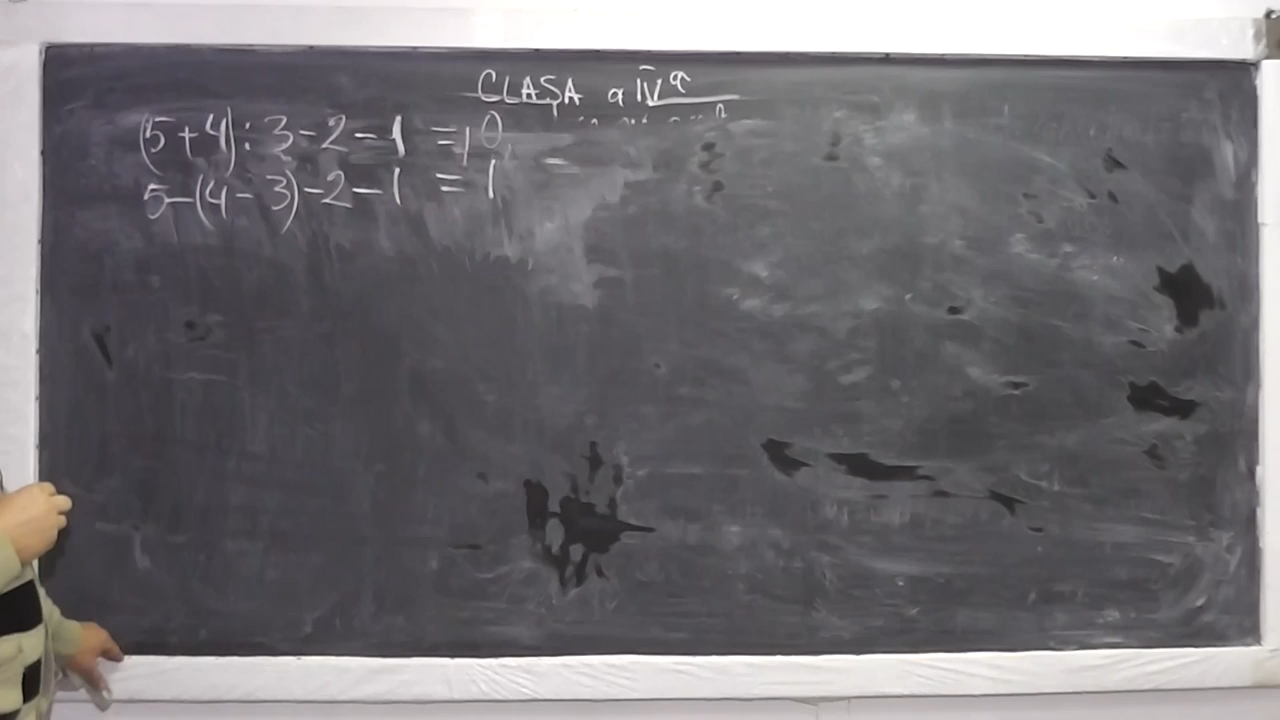 CLASA a IV a
(5+4):3-2-1 = 0
5-(4-3)-2-1 = 1